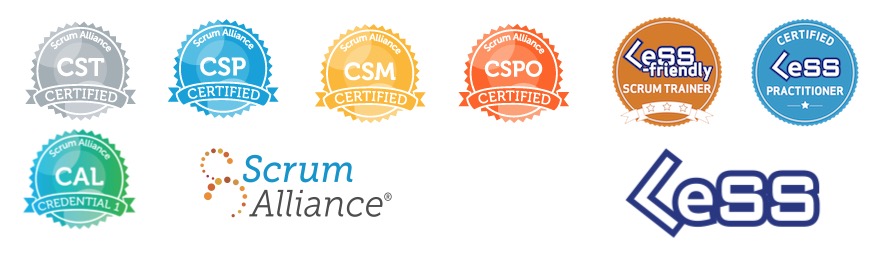 Scrum Alliance
CST
CERTIFIED
Scrum Alliance
CSP
CERTIFIED
Scrum Alliance
CSM
CERTIFIED
Scrum Alliance
CSPO
CERTIFIED
LeSS
-friendly
SCRUM TRAINER
CERTIFIED
LeSS
PRACTITIONER
Scrum Alliance
CAL
CREDENTIAL 1
Scrum
Alliance®
LeSS